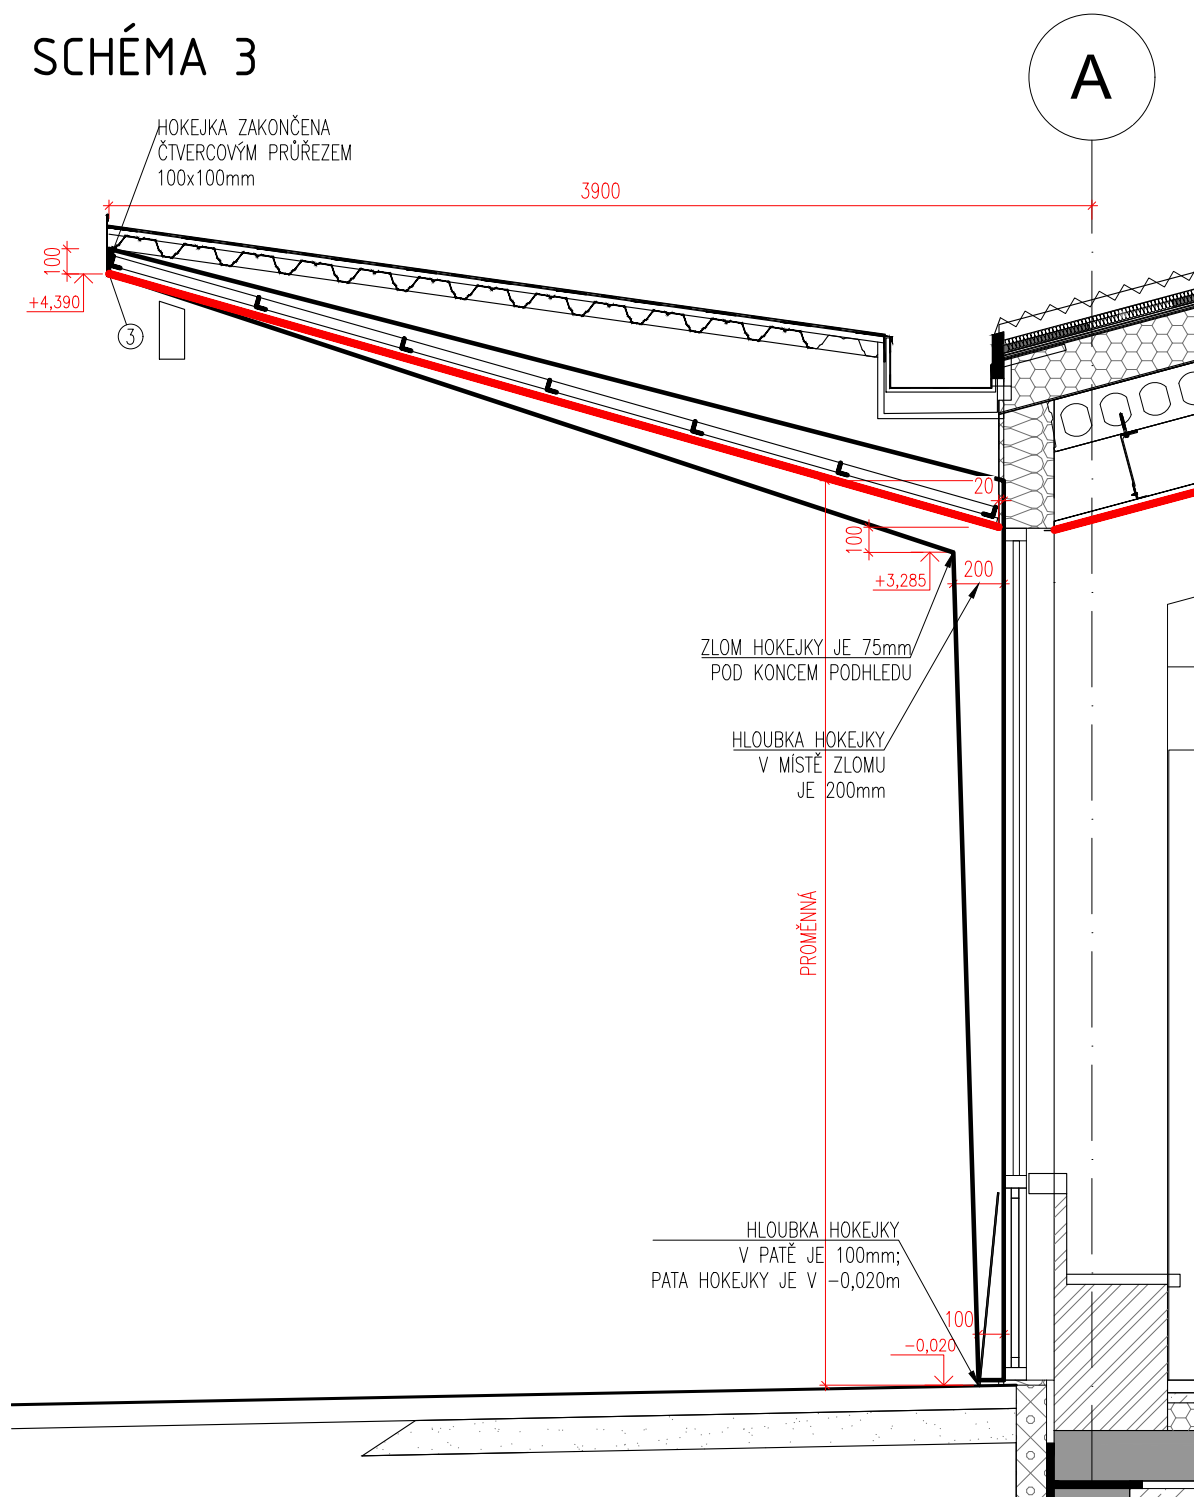 SCHÉMA 3
A
HOKEJKA ZAKONČENA
ČTVERCOVÝM PRŮŘEZEM
100x100mm
3900
100
+4,390
3
20
100
+3,285
200
ZLOM HOKEJKY JE 75mm
POD KONCEM PODHLEDU
HLOUBKA HOKEJKY
V MÍSTĚ ZLOMU
JE 200mm
PROMĚNNÁ
HLOUBKA HOKEJKY
V PATĚ JE 100mm;
PATA HOKEJKY JE V -0,020m
100
-0,020